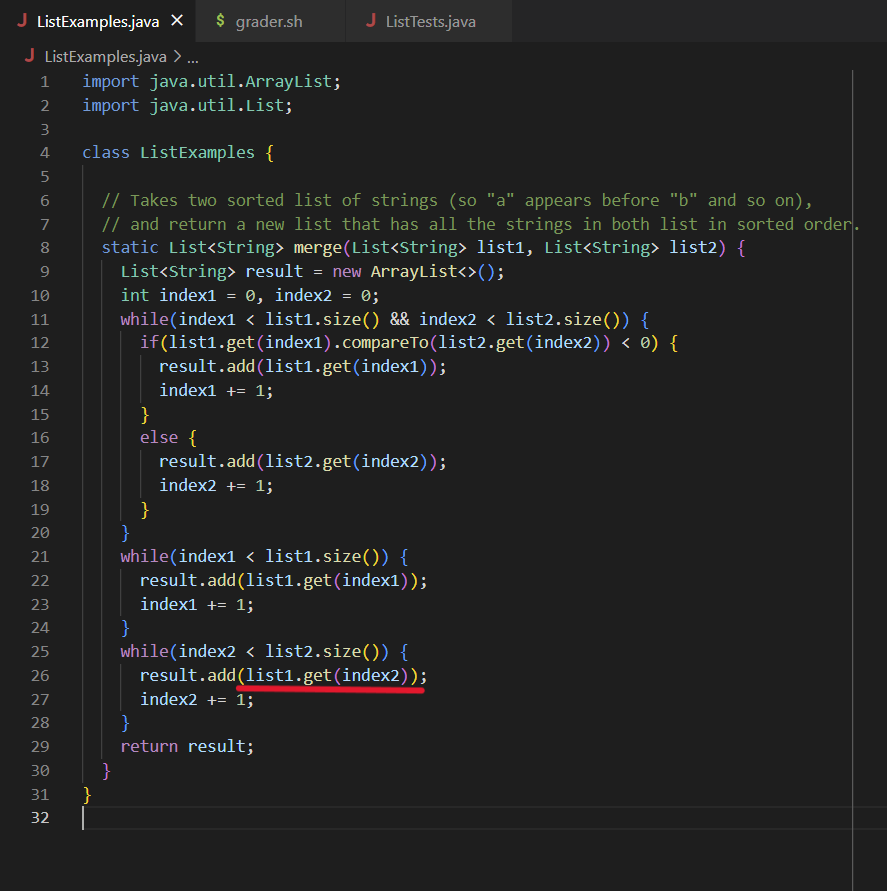 J ListExamples.java × $ grader.sh J ListTests.java
J ListExamples.java > ...
1 import java.util.ArrayList;
2 import java.util.List;
3
4 class ListExamples {
5
6   // Takes two sorted list of strings (so "a" appears before "b" and so on),
7   // and return a new list that has all the strings in both list in sorted order.
8   static List<String> merge(List<String> list1, List<String> list2) {
9     List<String> result = new ArrayList<>();
10     int index1 = 0, index2 = 0;
11     while(index1 < list1.size() && index2 < list2.size()) {
12       if(list1.get(index1).compareTo(list2.get(index2)) < 0) {
13         result.add(list1.get(index1));
14         index1 += 1;
15       }
16       else {
17         result.add(list2.get(index2));
18         index2 += 1;
19       }
20     }
21     while(index1 < list1.size()) {
22       result.add(list1.get(index1));
23       index1 += 1;
24     }
25     while(index2 < list2.size()) {
26       result.add(list1.get(index2));
27       index2 += 1;
28     }
29     return result;
30   }
31 }
32